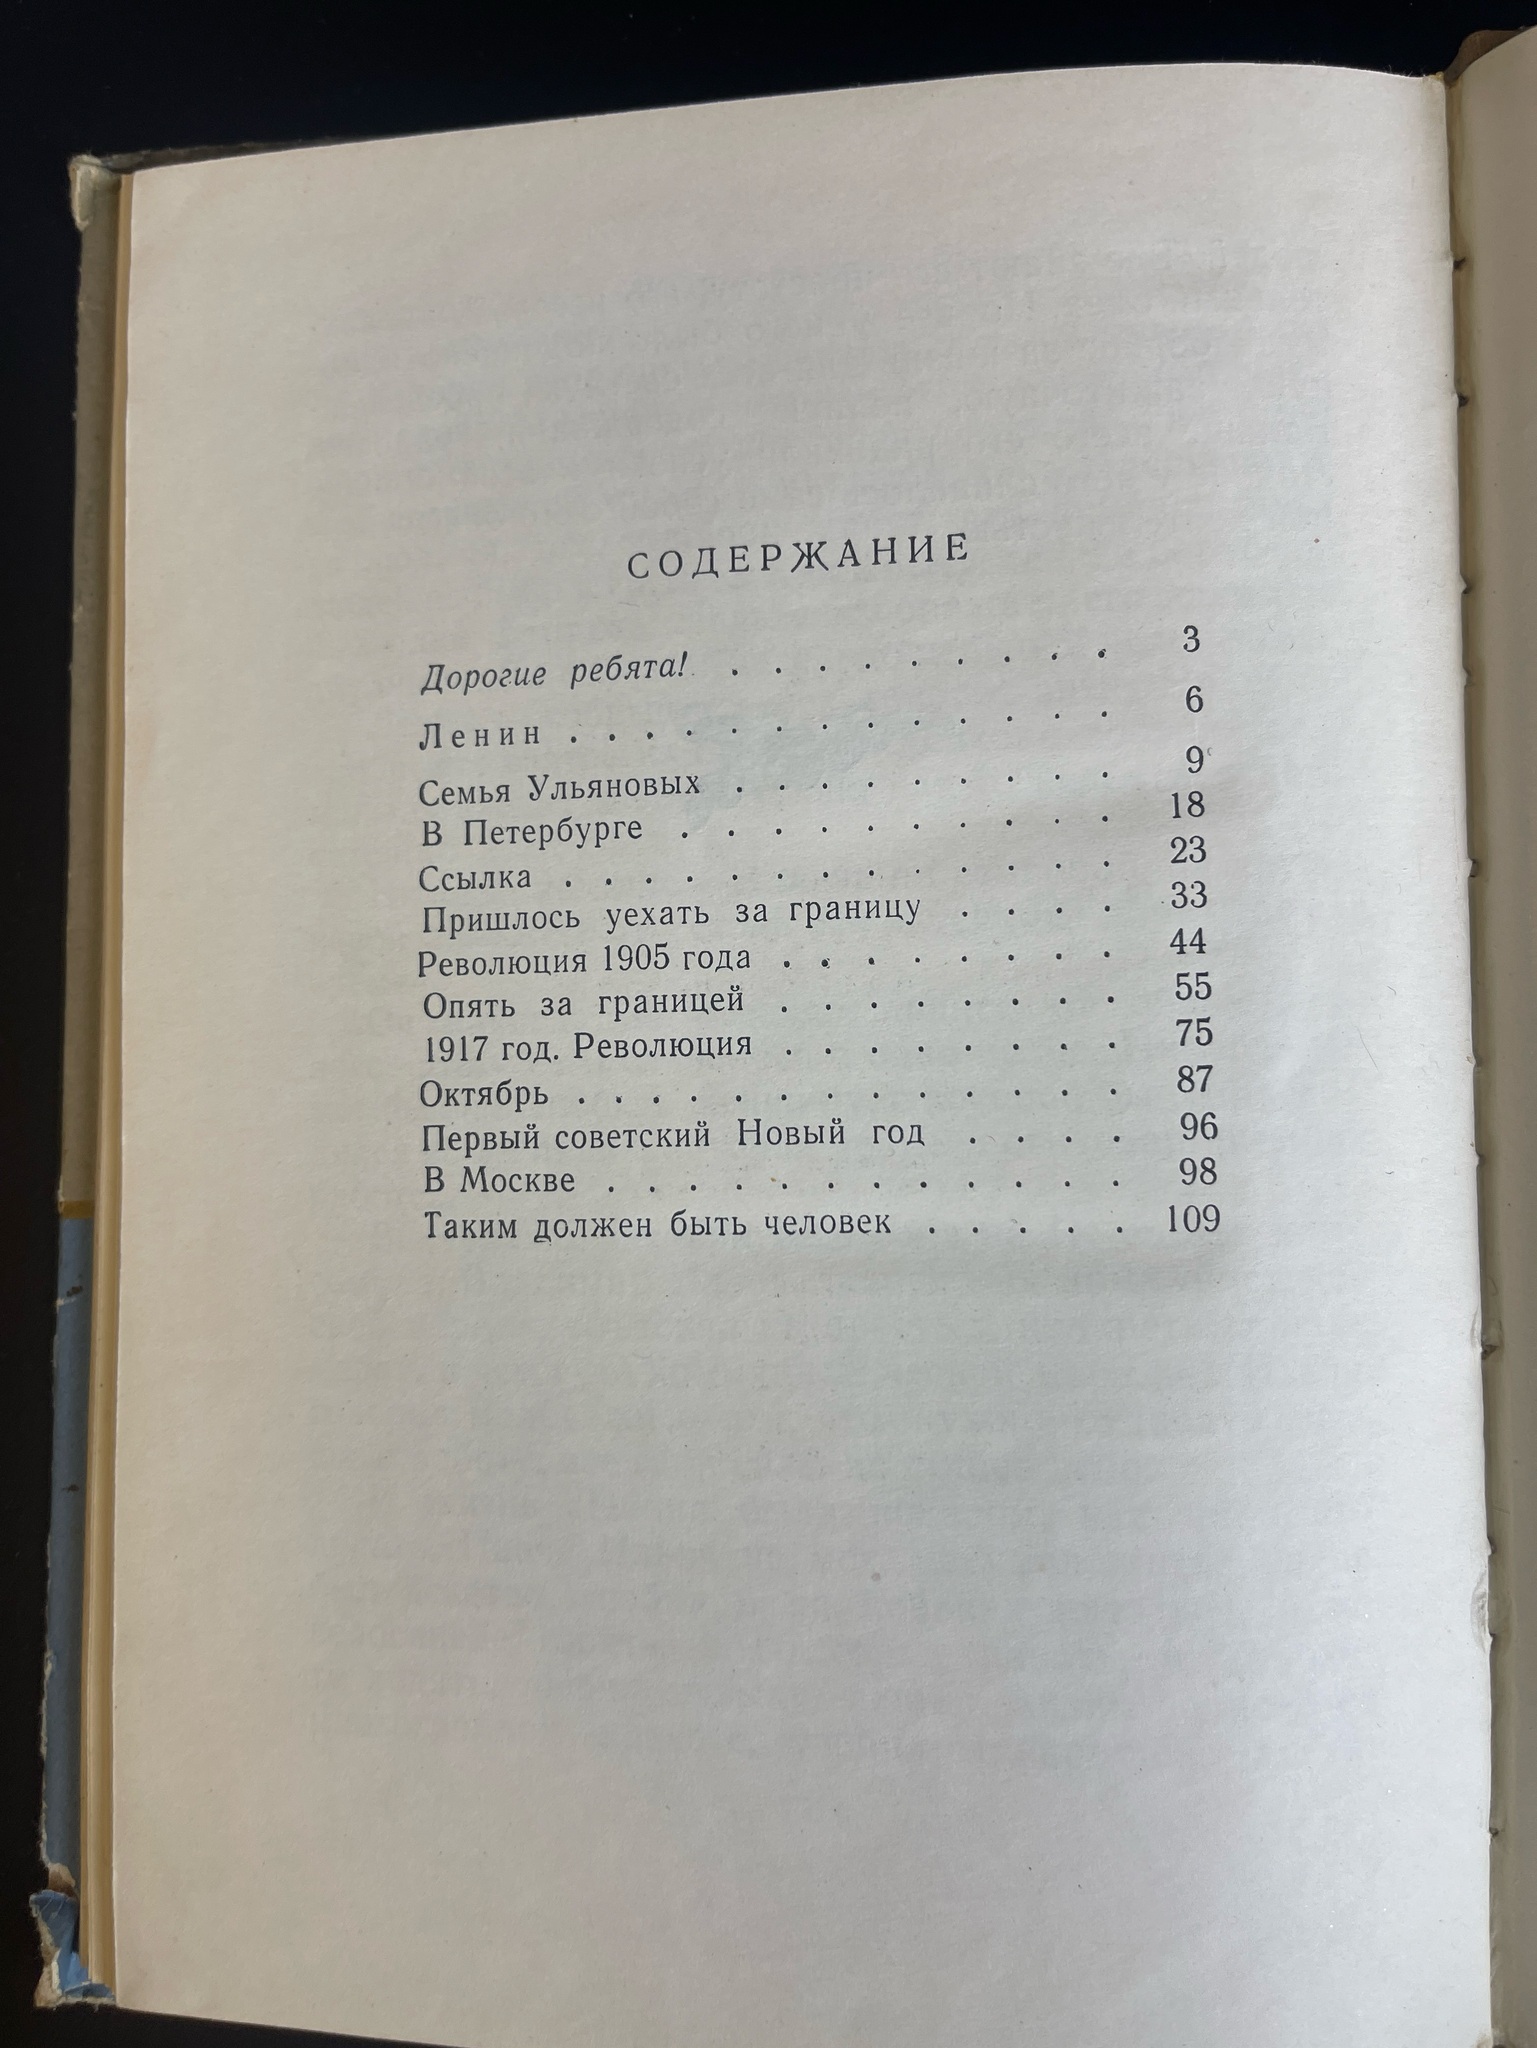 СОДЕРЖАНИЕ
Дорогие ребята! . . . . . . . . . 3
Ленин . . . . . . . . . . . . . 6
Семья Ульяновых . . . . . . . . . 9
В Петербурге . . . . . . . . . . 18
Ссылка . . . . . . . . . . . . . 23
Пришлось уехать за границу . . . . 33
Революция 1905 года . . . . . . . . 44
Опять за границей . . . . . . . . 55
1917 год. Революция . . . . . . . . 75
Октябрь . . . . . . . . . . . . . 87
Первый советский Новый год . . . . 96
В Москве . . . . . . . . . . . . 98
Таким должен быть человек . . . . . 109